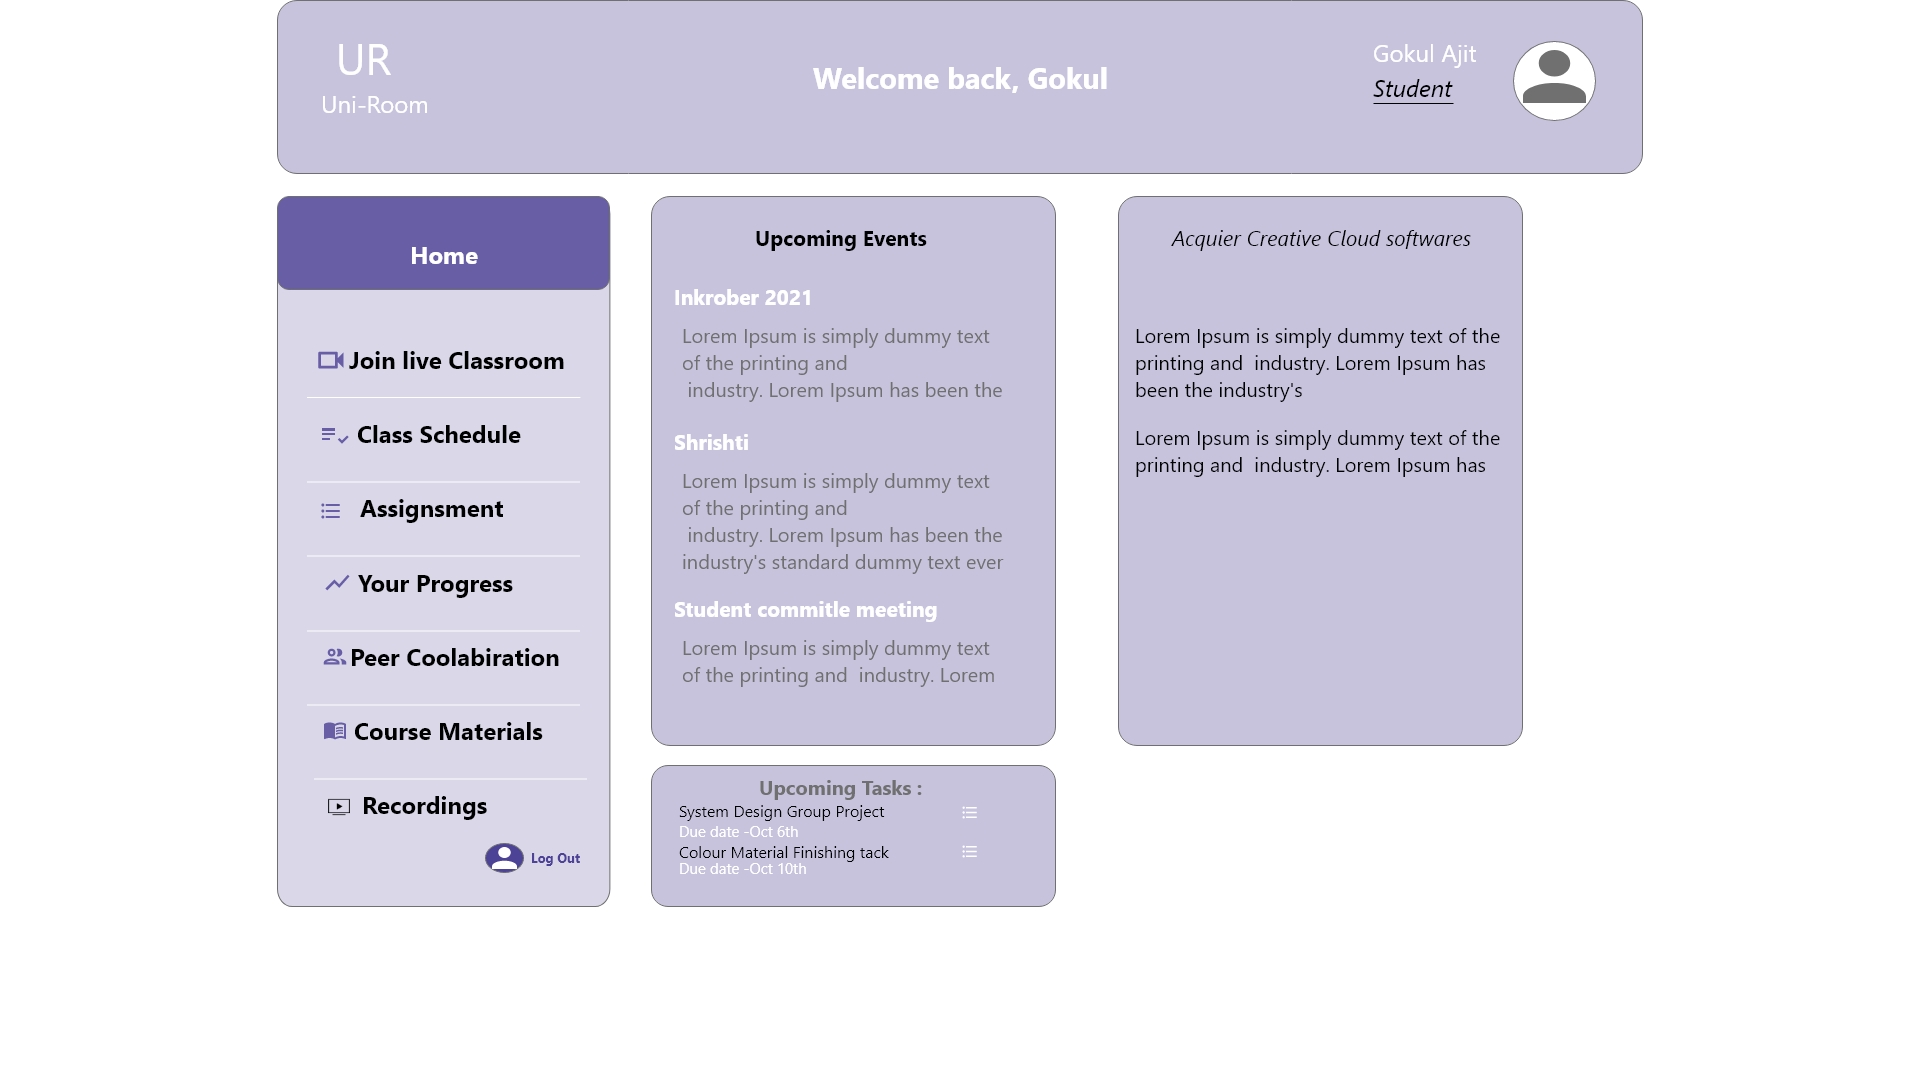 UR
Uni-Room
Welcome back, Gokul
Gokul Ajit
Student
Home
Join live Classroom
Class Schedule
Assignsment
Your Progress
Peer Coolabiration
Course Materials
Recordings
Log Out
Upcoming Events
Inkrober 2021
Lorem Ipsum is simply dummy text
of the printing and
industry. Lorem Ipsum has been the
Shrishti
Lorem Ipsum is simply dummy text
of the printing and
industry. Lorem Ipsum has been the
industry's standard dummy text ever
Student commitle meeting
Lorem Ipsum is simply dummy text
of the printing and  industry. Lorem
Upcoming Tasks :
System Design Group Project
Due date -Oct 6th
Colour Material Finishing tack
Due date -Oct 10th
Acquier Creative Cloud softwares
Lorem Ipsum is simply dummy text of the
printing and  industry. Lorem Ipsum has
been the industry's
Lorem Ipsum is simply dummy text of the
printing and  industry. Lorem Ipsum has